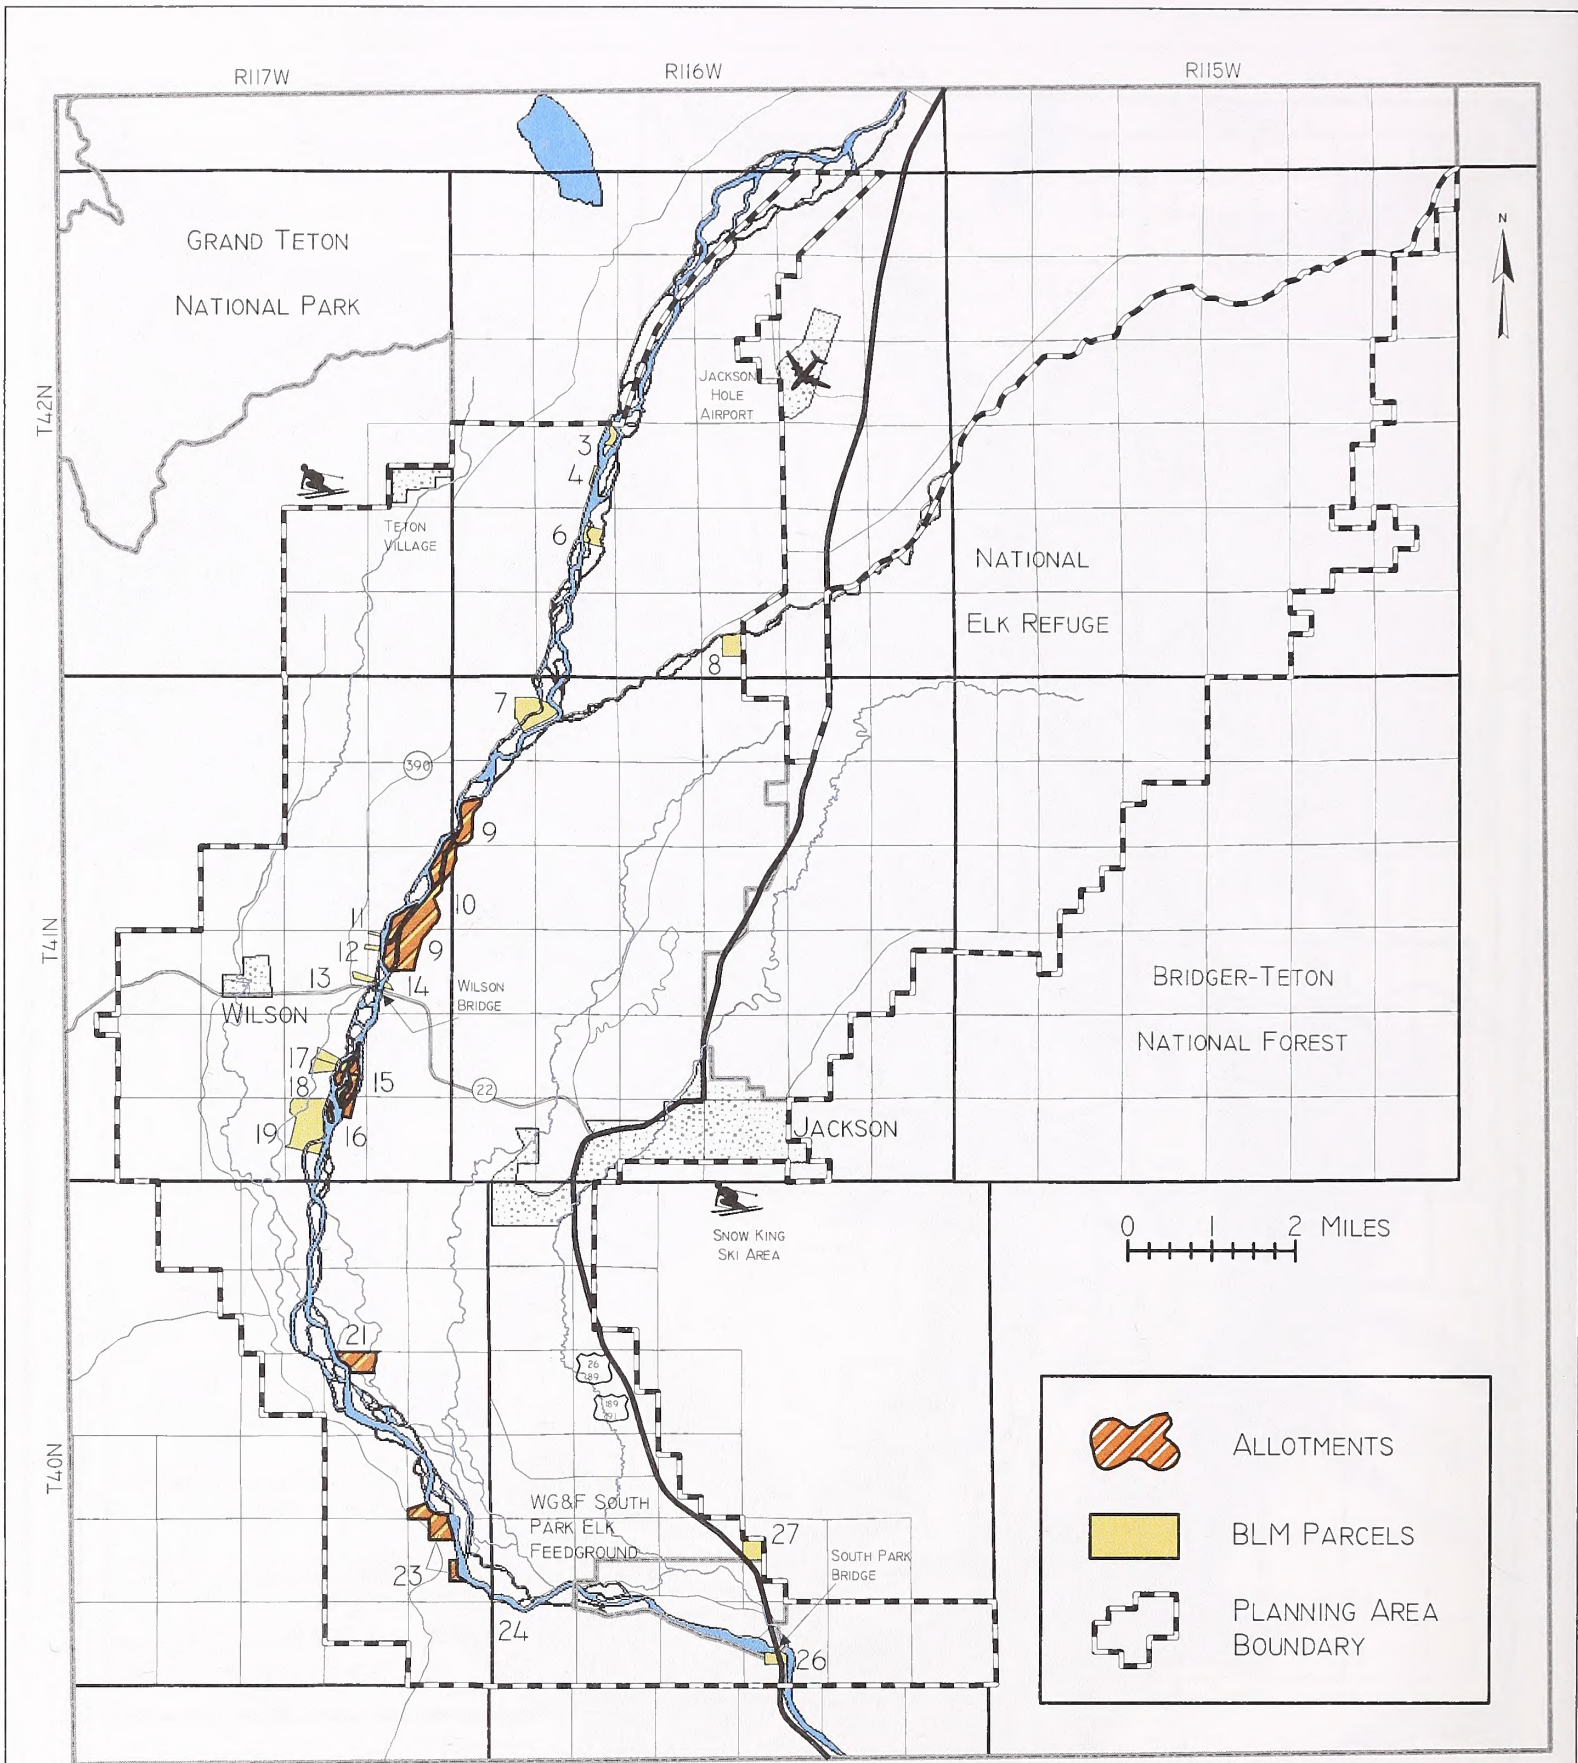 R117W
R116W
R115W
N
GRAND TETON
NATIONAL PARK
T42N
JACKSON
HOLE
AIRPORT
3
4
TETON
VILLAGE
6
NATIONAL
ELK REFUGE
8
7
390
9
10
11
12
9
13
14
T41N
WILSON
WILSON
BRIDGE
BRIDGER-TETON
NATIONAL FOREST
17
18
15
22
19
16
JACKSON
SNOW KING
SKI AREA
0 1 2 MILES
21
26
89
189
191
T40N
ALLOTMENTS
WG&F SOUTH
PARK ELK
FEEDGROUND
27
BLM PARCELS
SOUTH PARK
BRIDGE
23
24
26
PLANNING AREA
BOUNDARY